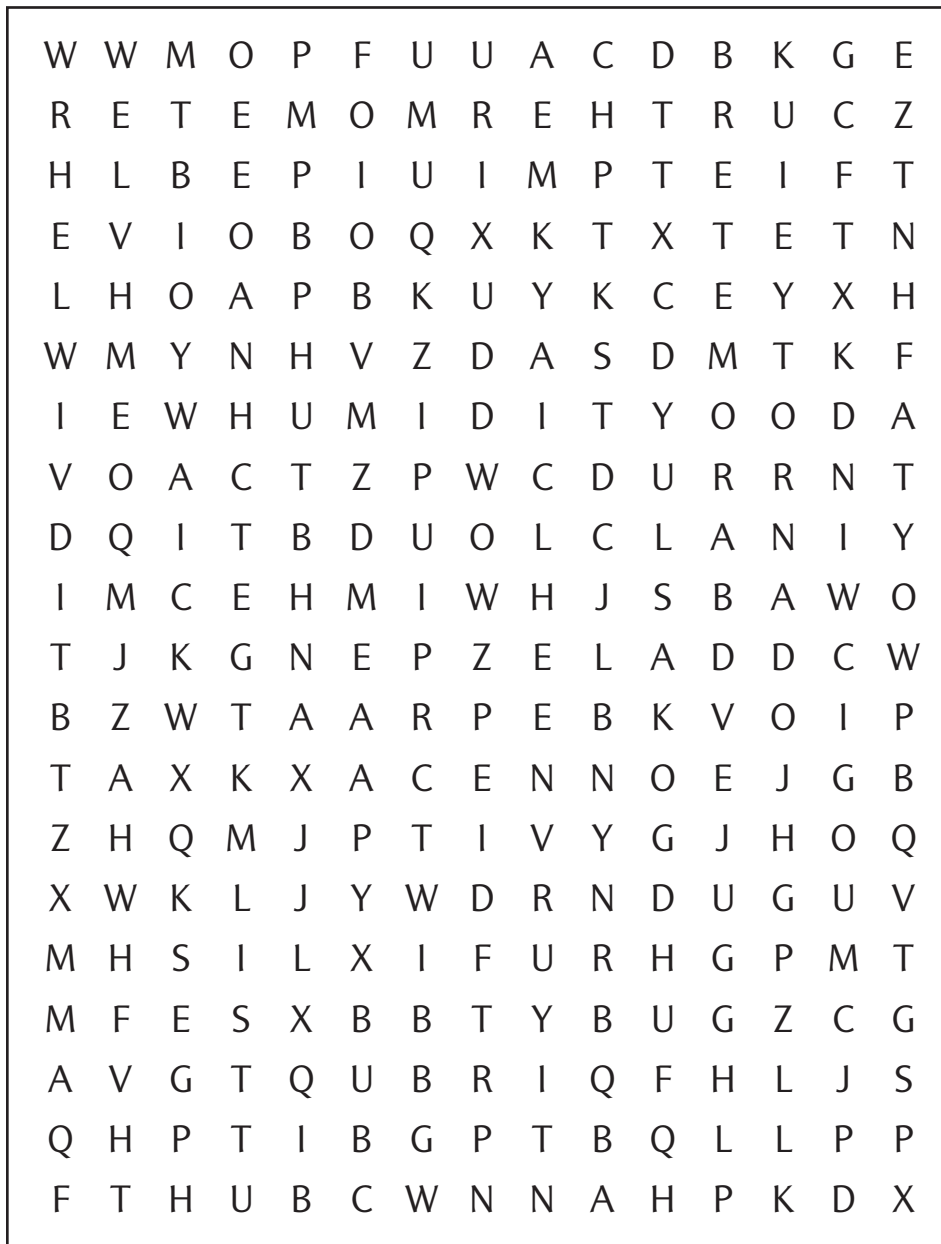 W W M O P F U U A C D B K G E
R E T E M O M R E H T R U C Z
H L B E P I U I M P T E I F T
E V I O B O Q X K T X T E T N
L H O A P B K U Y K C E Y X H
W M Y N H V Z D A S D M T K F
I E W H U M I D I T Y O O D A
V O A C T Z P W C D U R R N T
D Q I T B D U O L C L A N I Y
I M C E H M I W H J S B A W O
T J K G N E P Z E L A D D C W
B Z W T A A R P E B K V O I P
T A X K X A C E N N O E J G B
Z H Q M J P T I V Y G J H O Q
X W K L J Y W D R N D U G U V
M H S I L X I F U R H G P M T
M F E S X B B T Y B U G Z C G
A V G T Q U B R I Q F H L J S
Q H P T I B G P T B Q L L P P
F T H U B C W N N A H P K D X